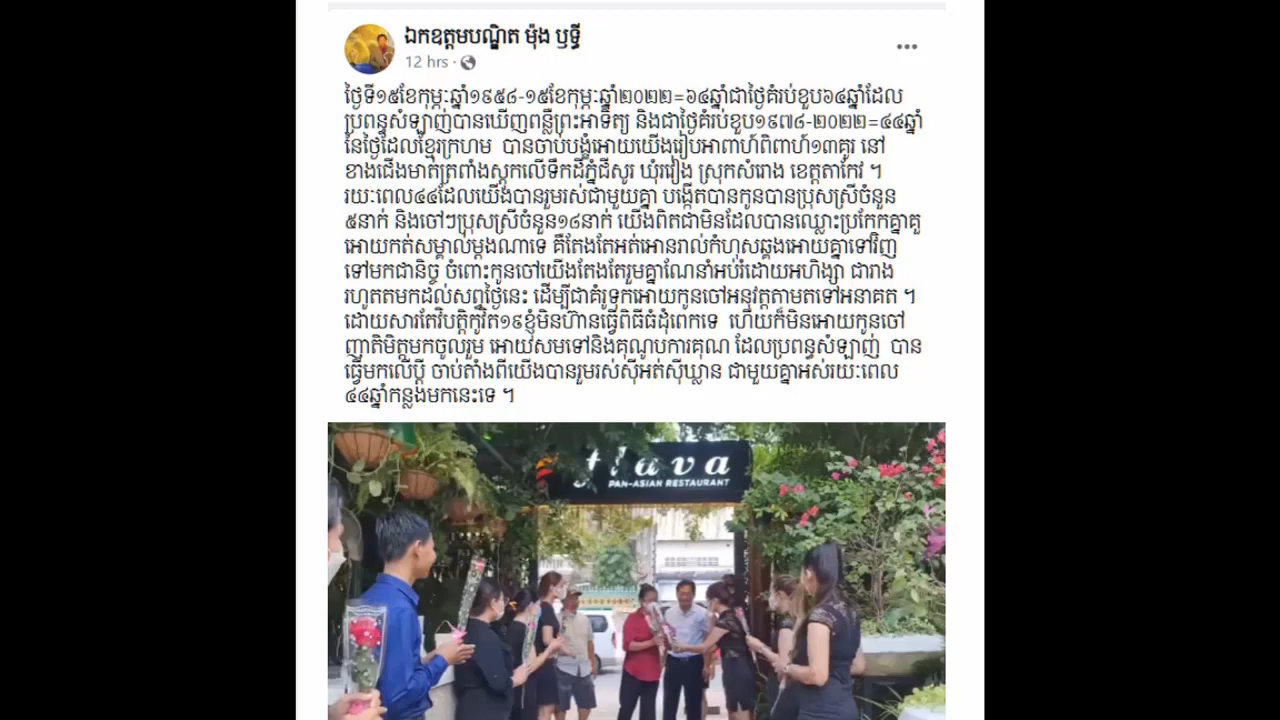 ឯកឧត្តមបណ្ឌិត ម៉ុង ឫទ្ធី
12 hrs ·
ថ្ងៃទី១៥ខែកុម្ភៈឆ្នាំ១៩៥៨-១៥ខែកុម្ភៈឆ្នាំ២០២២=៦៤ឆ្នាំជាថ្ងៃគំរប់ខួប៦៤ឆ្នាំដែល
ប្រពន្ធសំឡាញ់បានឃើញពន្លឺព្រះអាទិត្យ និងជាថ្ងៃគំរប់ខួប១៩៧៨-២០២២=៤៤ឆ្នាំ
នៃថ្ងៃដែលខ្មែរក្រហម បានចាប់បង្ខំអោយយើងរៀបអាពាហ៍ពិពាហ៍១៣គូរ នៅ
ខាងជើងមាត់ត្រពាំងស្ដុកលើទឹកដីភ្នំជីសូរ ឃុំរវៀង ស្រុកសំរោង ខេត្តតាកែវ ។
រយៈពេល៤៤ដែលយើងបានរួមរស់ជាមួយគ្នា បង្កើតបានកូនបានប្រុសស្រីចំនួន
៥នាក់ និងចៅៗប្រុសស្រីចំនួន១៨នាក់ យើងពិតជាមិនដែលបានឈ្លោះប្រកែកគ្នាគួ
អោយកត់សម្គាល់ម្ដងណាទេ គឺតែងតែអត់អោនរាល់កំហុសឆ្គងអោយគ្នាទៅវិញ
ទៅមកជានិច្ច ចំពោះកូនចៅយើងតែងតែរួមគ្នាណែនាំអប់រំដោយអហិង្សា ជារាង
រហូតតមកដល់សព្វថ្ងៃនេះ ដើម្បីជាគំរូទុកអោយកូនចៅអនុវត្តតាមតទៅអនាគត ។
ដោយសារតែវិបត្តិកូវីត១៩ខ្ញុំមិនហ៊ានធ្វើពិធីធំដុំពេកទេ ហើយក៏មិនអោយកូនចៅ
ញាតិមិត្តមកចូលរួម អោយសមទៅនិងគុណូបការគុណ ដែលប្រពន្ធសំឡាញ់ បាន
ធ្វើមកលើប្ដី ចាប់តាំងពីយើងបានរួមរស់ស៊ីអត់ស៊ីឃ្លាន ជាមួយគ្នាអស់រយៈពេល
៤៤ឆ្នាំកន្លងមកនេះទេ ។
flava
PAN-ASIAN RESTAURANT